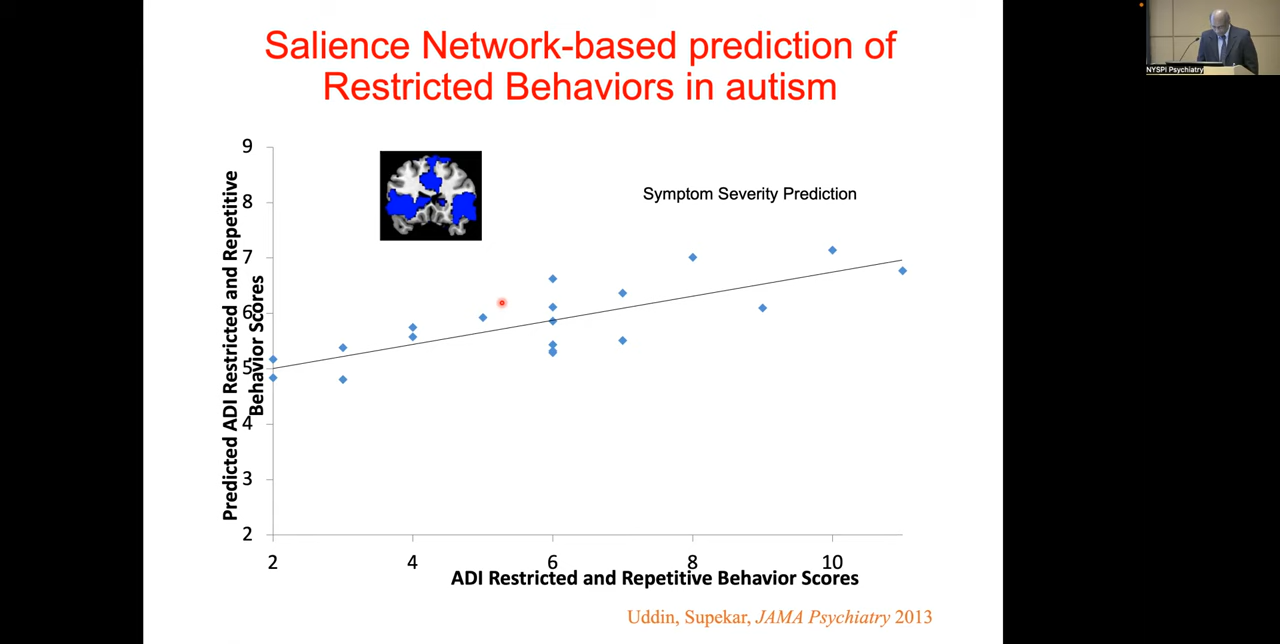 Salience Network-based prediction of
Restricted Behaviors in autism
NYSPI Psychiatry
Symptom Severity Prediction
Predicted ADI Restricted and Repetitive
Behavior Scores
9
8
7
6
5
4
3
2
2 4 6 8 10
ADI Restricted and Repetitive Behavior Scores
Uddin, Supekar, JAMA Psychiatry 2013